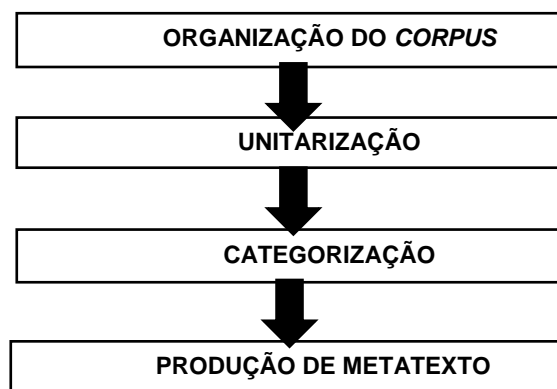 ORGANIZAÇÃO DO CORPUS
UNITARIZAÇÃO
CATEGORIZAÇÃO
PRODUÇÃO DE METATEXTO